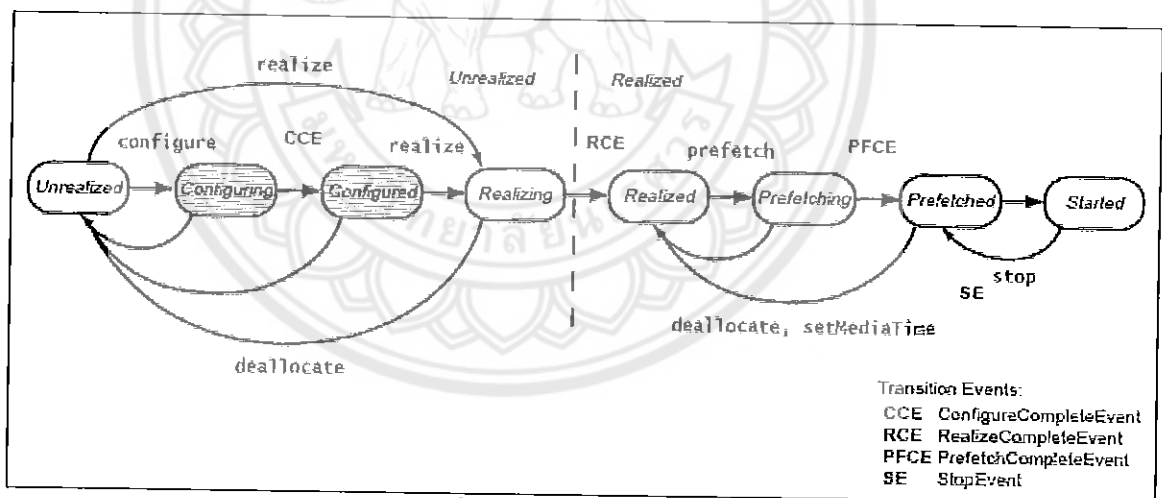 realize
Unrealized
Realized
configure
CCE
realize
RCE
prefetch
PFCE
Unrealized
Configuring
Configured
Realizing
Realized
Prefetching
Prefetched
Started
stop
SE
deallocate, setMediaTime
deallocate
Transition Events:
CCE ConfigureCompleteEvent
RCE RealizeCompleteEvent
PFCE PrefetchCompleteEvent
SE StopEvent